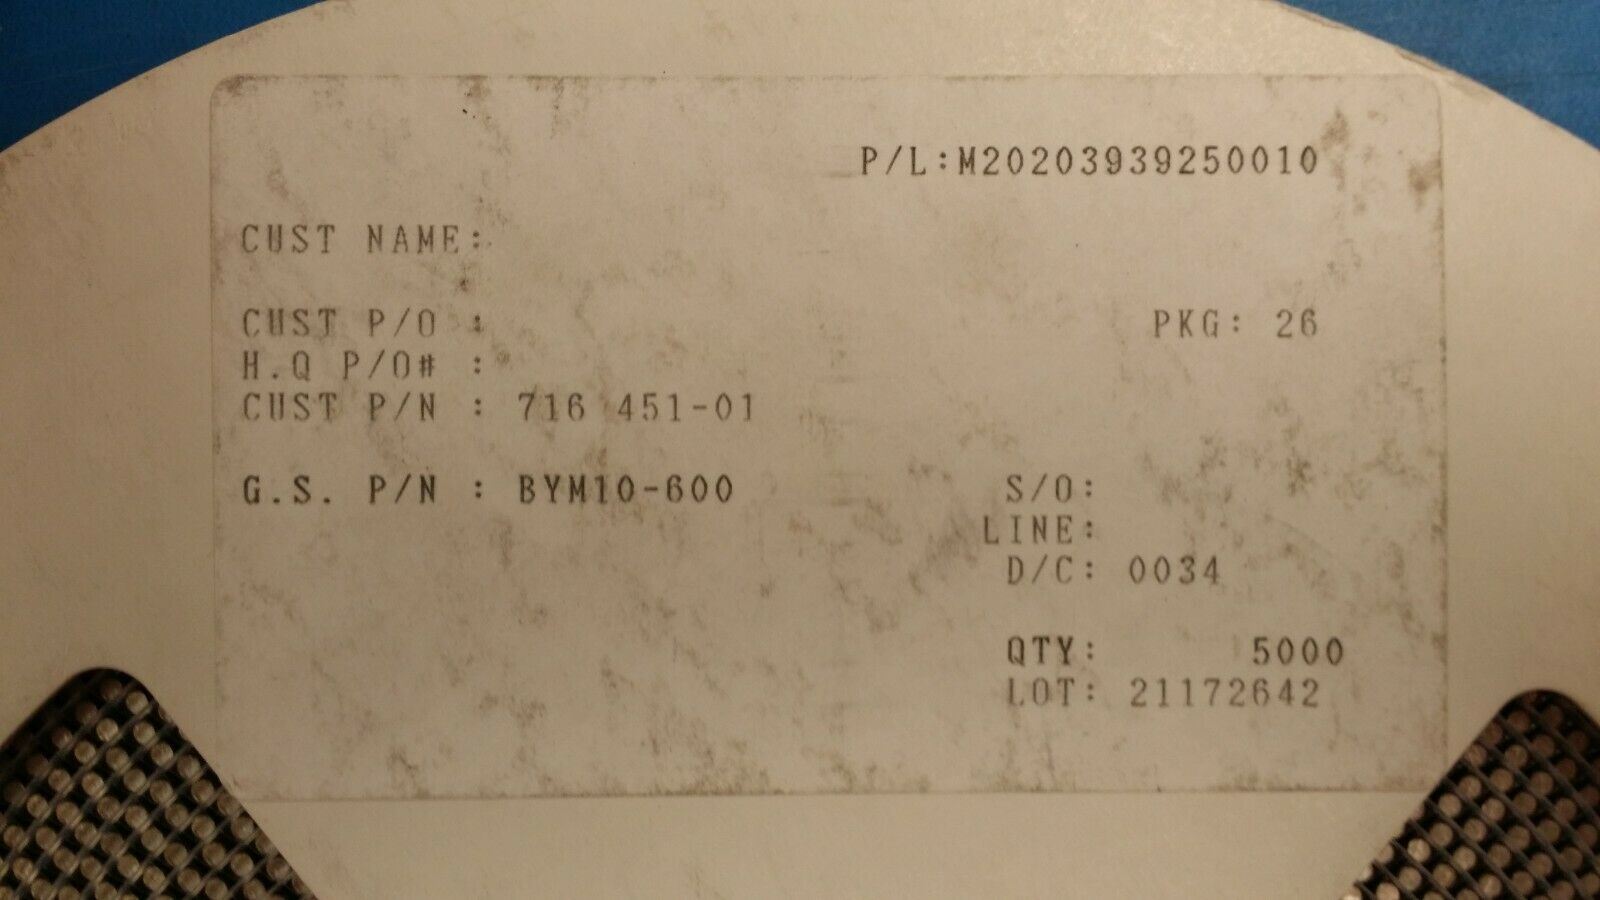 P/L:M20203939250010
CUST NAME:
CUST P/O :
PKG: 26
H.Q P/O# :
CUST P/N : 716 451-01
G.S. P/N : BYM10-600
S/O:
LINE:
D/C: 0034
QTY: 5000
LOT: 21172642